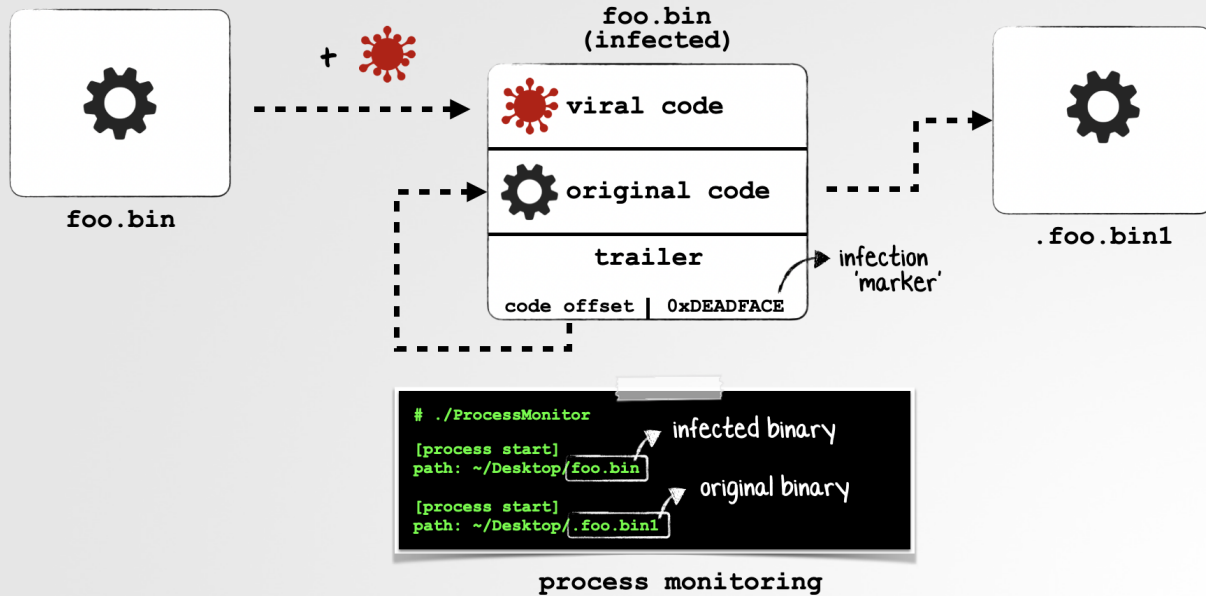 foo.bin
(infected)
+
viral code
original code
trailer
code offset | 0xDEADFACE
infection
'marker'
foo.bin
.foo.bin1
# ./ProcessMonitor
[process start]
path: ~/Desktop/foo.bin
infected binary
[process start]
path: ~/Desktop/.foo.bin1
original binary
process monitoring